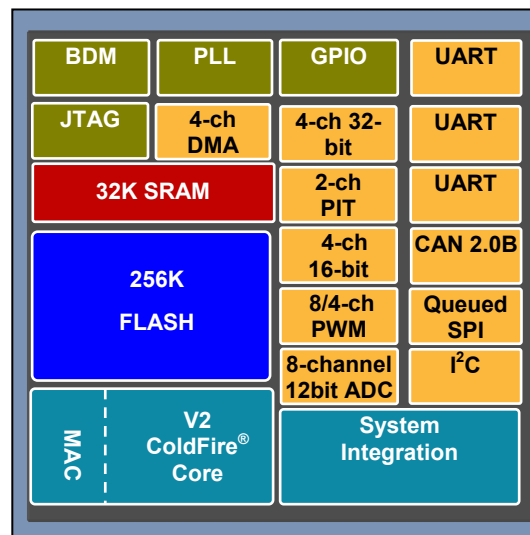 BDM
PLL
GPIO
UART
JTAG
4-ch
DMA
4-ch 32-
bit
UART
32K SRAM
2-ch
PIT
UART
256K
FLASH
4-ch
16-bit
CAN 2.0B
8/4-ch
PWM
Queued
SPI
8-channel
12bit ADC
I²C
MAC
V2
ColdFire®
Core
System
Integration